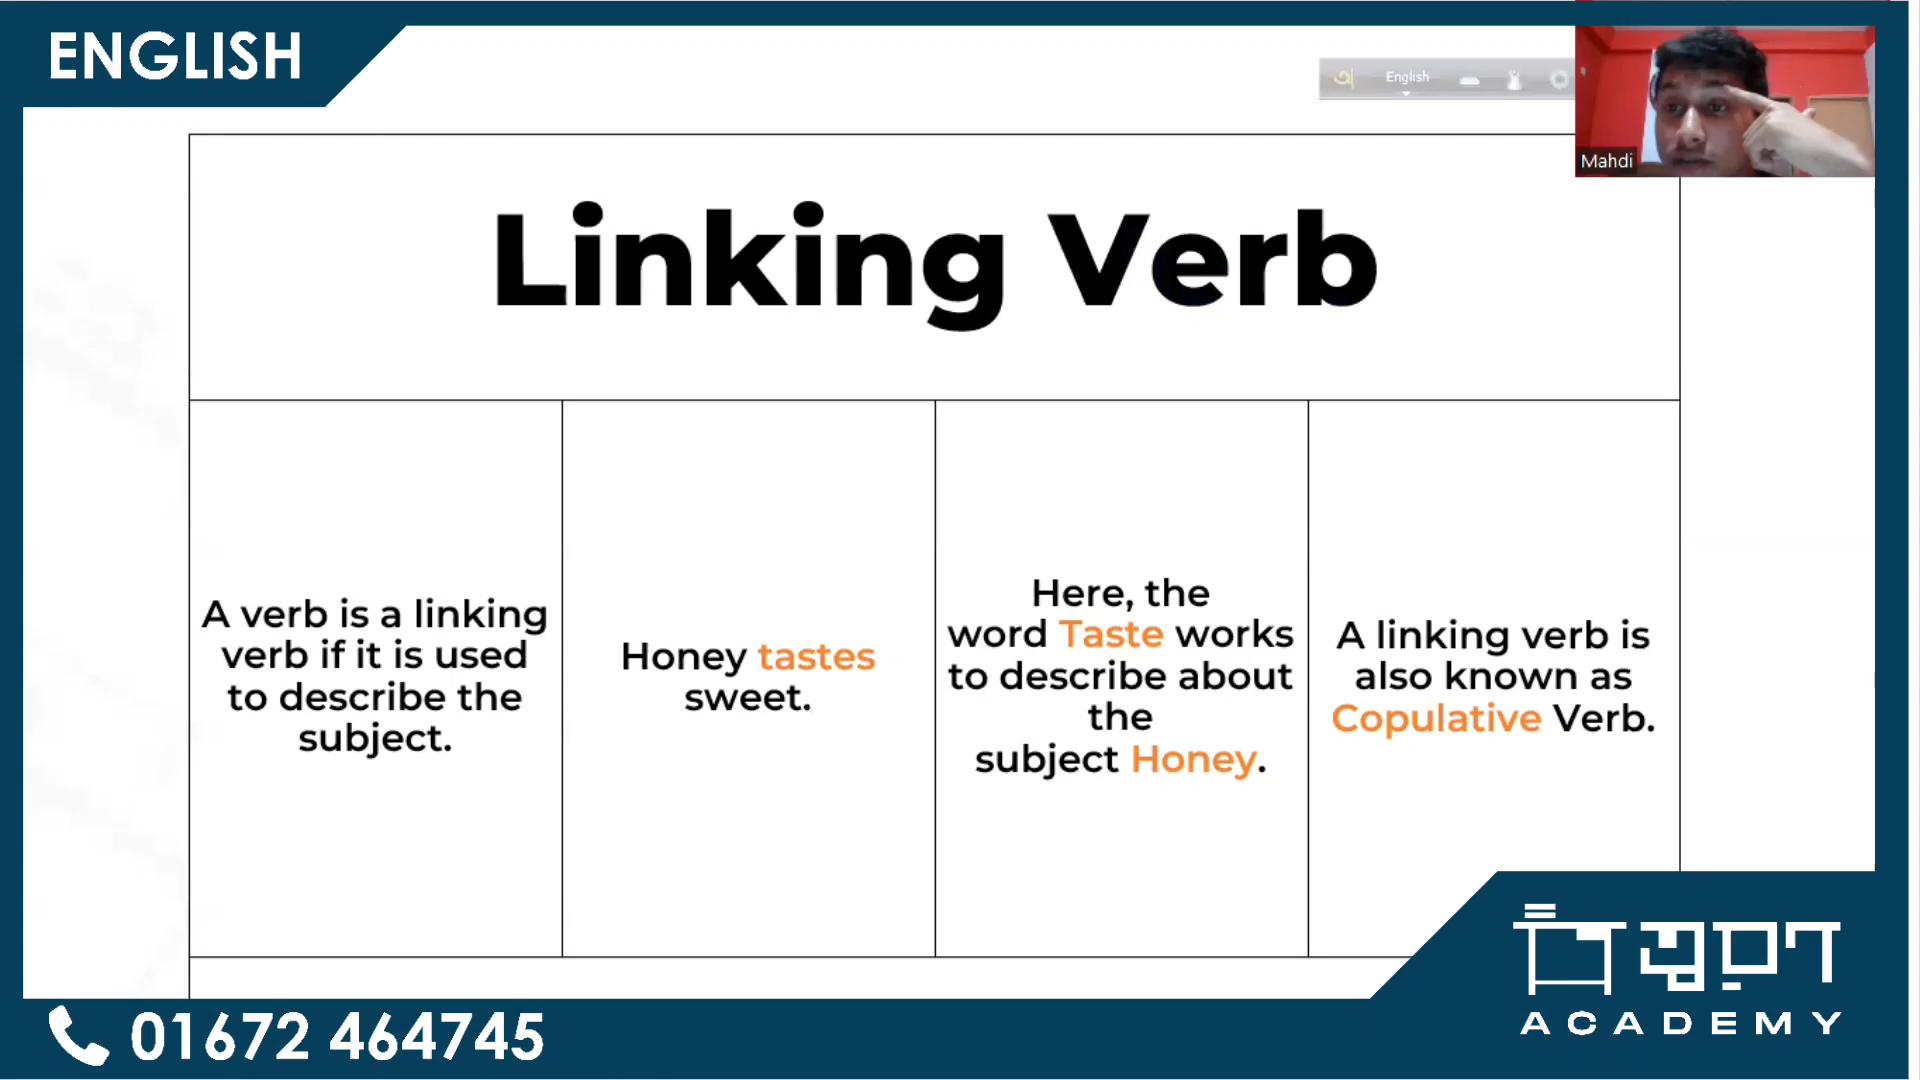 ENGLISH
English
Mahdi
Linking Verb
A verb is a linking
verb if it is used
to describe the
subject.
Honey tastes
sweet.
Here, the
word Taste works
to describe about
the
subject Honey.
A linking verb is
also known as
Copulative Verb.
ACADEMY
01672 464745